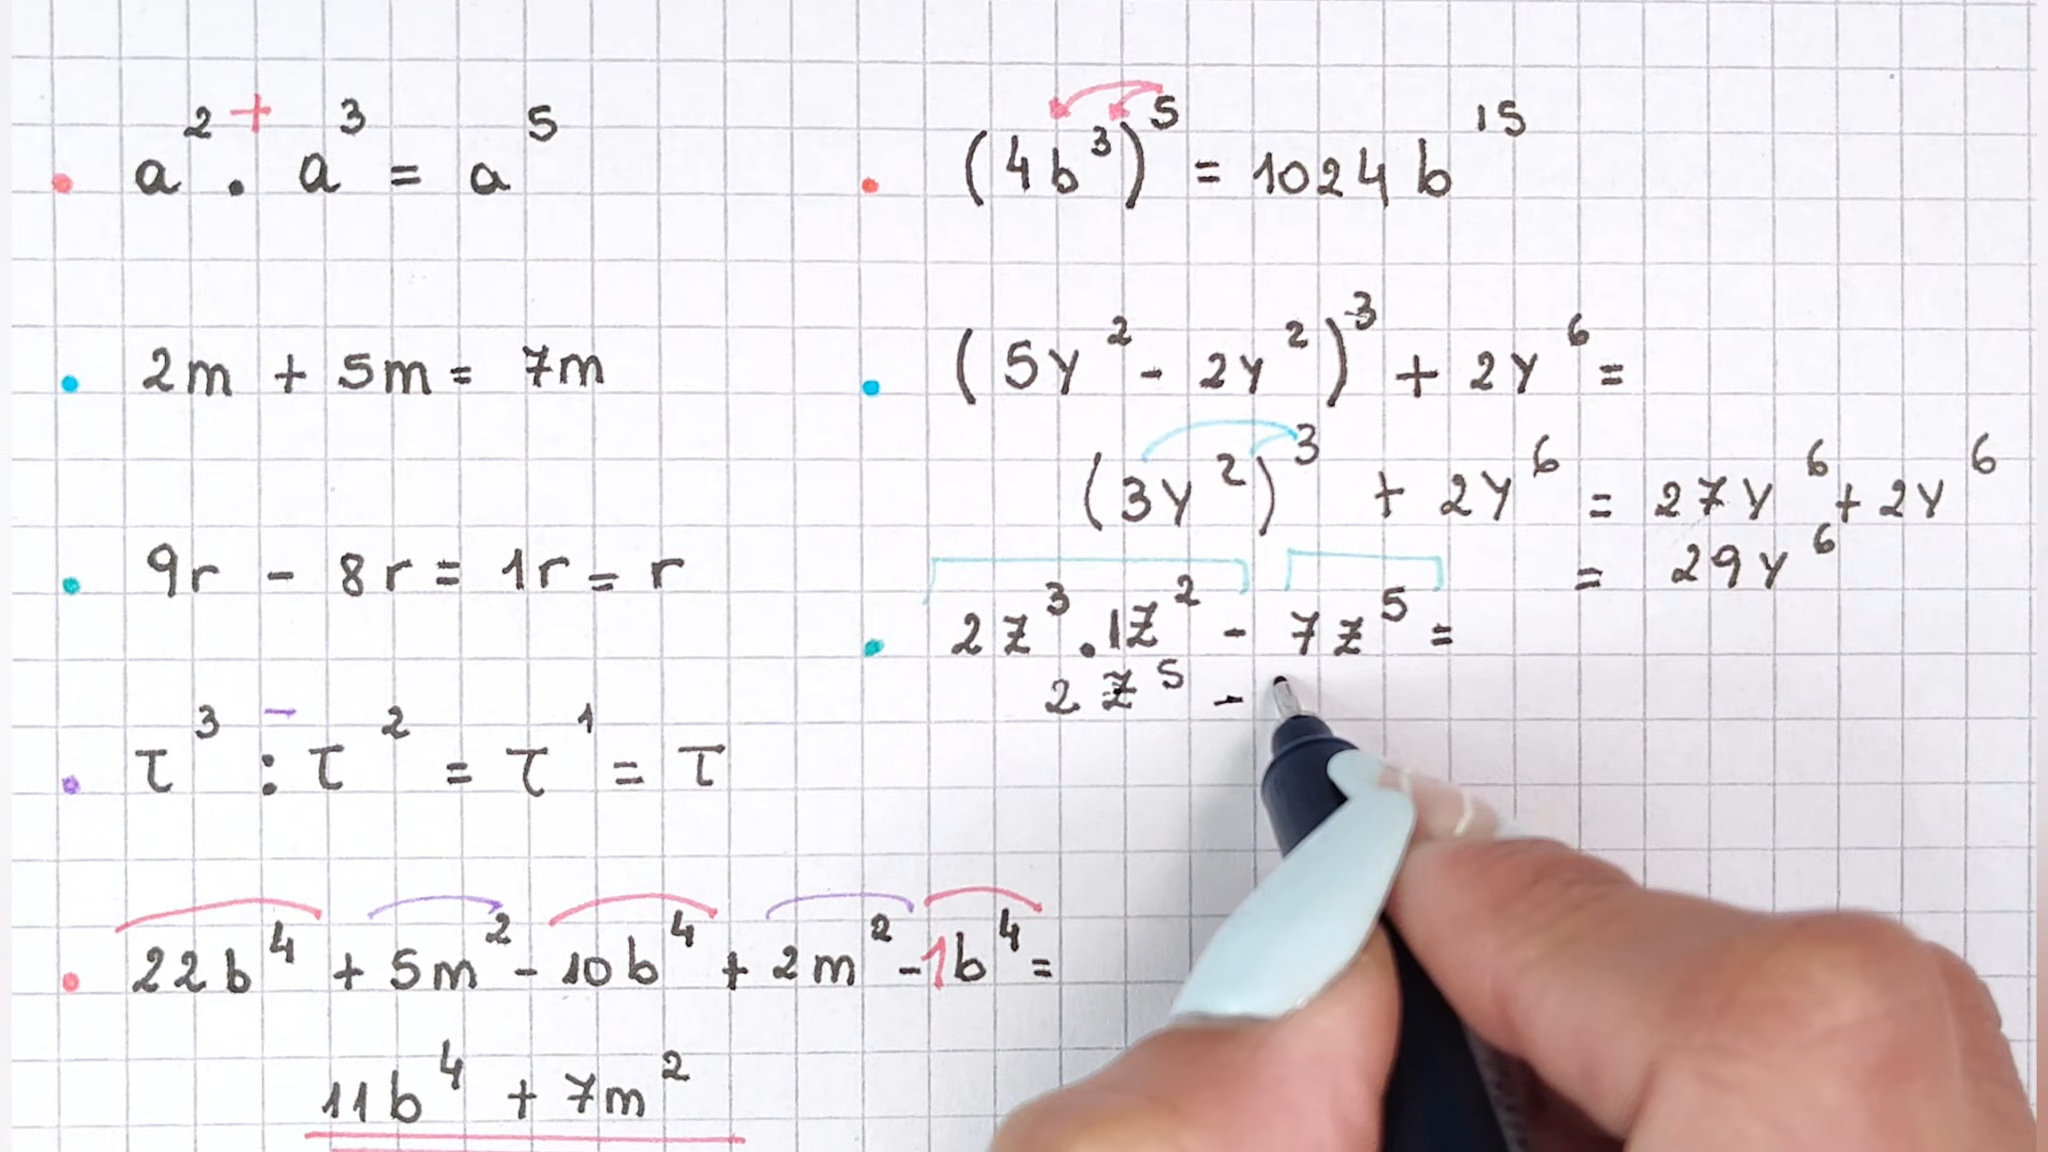 a² + a³ = a⁵
2m + 5m = 7m
9r - 8r = 1r = r
τ³ : τ² = τ¹ = τ
22b⁴ + 5m² - 10b⁴ + 2m² - 1b⁴ =
11b⁴ + 7m²
(4b³)⁵ = 1024b¹⁵
(5y² - 2y²)³ + 2y⁶ =
(3y²)³ + 2y⁶ = 27y⁶ + 2y⁶
= 29y⁶
2z³ . 1z² - 7z⁵ =
2z⁵ -